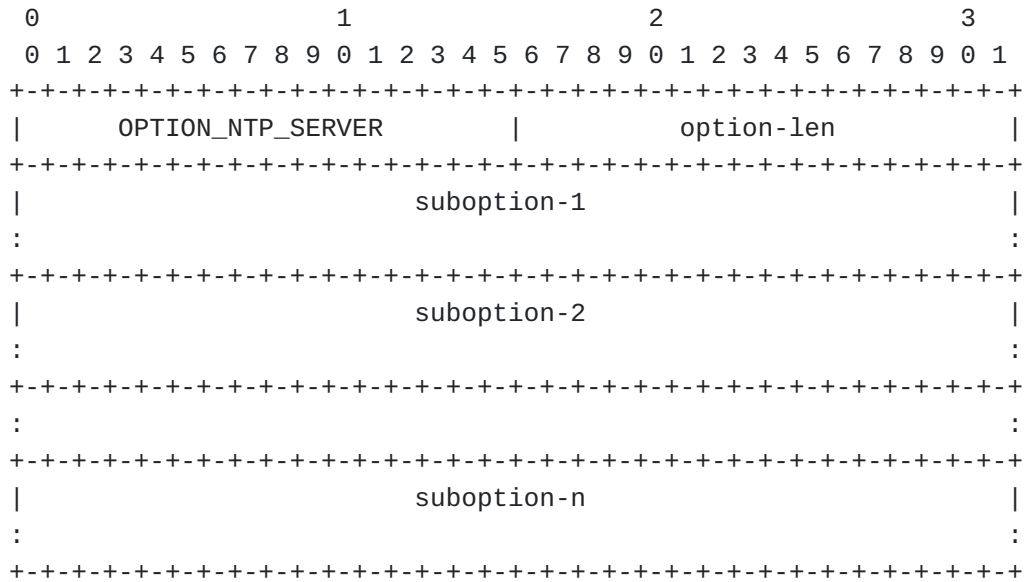 0                   1                   2                   3
 0 1 2 3 4 5 6 7 8 9 0 1 2 3 4 5 6 7 8 9 0 1 2 3 4 5 6 7 8 9 0 1
+-+-+-+-+-+-+-+-+-+-+-+-+-+-+-+-+-+-+-+-+-+-+-+-+-+-+-+-+-+-+-+-+
|      OPTION_NTP_SERVER        |          option-len           |
+-+-+-+-+-+-+-+-+-+-+-+-+-+-+-+-+-+-+-+-+-+-+-+-+-+-+-+-+-+-+-+-+
|                         suboption-1                           |
:                                                               :
+-+-+-+-+-+-+-+-+-+-+-+-+-+-+-+-+-+-+-+-+-+-+-+-+-+-+-+-+-+-+-+-+
|                         suboption-2                           |
:                                                               :
+-+-+-+-+-+-+-+-+-+-+-+-+-+-+-+-+-+-+-+-+-+-+-+-+-+-+-+-+-+-+-+-+
:                                                               :
+-+-+-+-+-+-+-+-+-+-+-+-+-+-+-+-+-+-+-+-+-+-+-+-+-+-+-+-+-+-+-+-+
|                         suboption-n                           |
:                                                               :
+-+-+-+-+-+-+-+-+-+-+-+-+-+-+-+-+-+-+-+-+-+-+-+-+-+-+-+-+-+-+-+-+